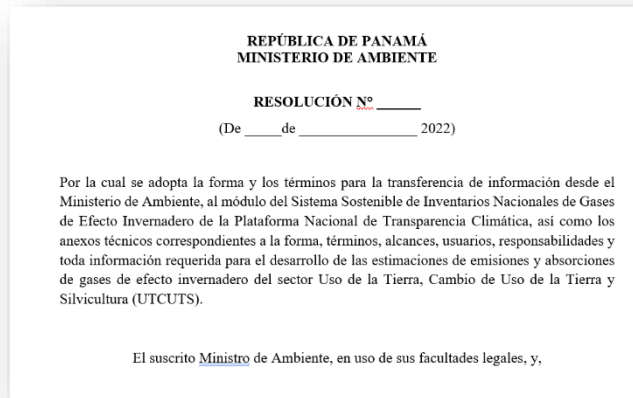 REPÚBLICA DE PANAMÁ
MINISTERIO DE AMBIENTE
RESOLUCIÓN Nº ______
(De _____de ________________ 2022)
Por la cual se adopta la forma y los términos para la transferencia de información desde el
Ministerio de Ambiente, al módulo del Sistema Sostenible de Inventarios Nacionales de Gases
de Efecto Invernadero de la Plataforma Nacional de Transparencia Climática, así como los
anexos técnicos correspondientes a la forma, términos, alcances, usuarios, responsabilidades y
toda información requerida para el desarrollo de las estimaciones de emisiones y absorciones
de gases de efecto invernadero del sector Uso de la Tierra, Cambio de Uso de la Tierra y
Silvicultura (UTCUTS).
El suscrito Ministro de Ambiente, en uso de sus facultades legales, y,